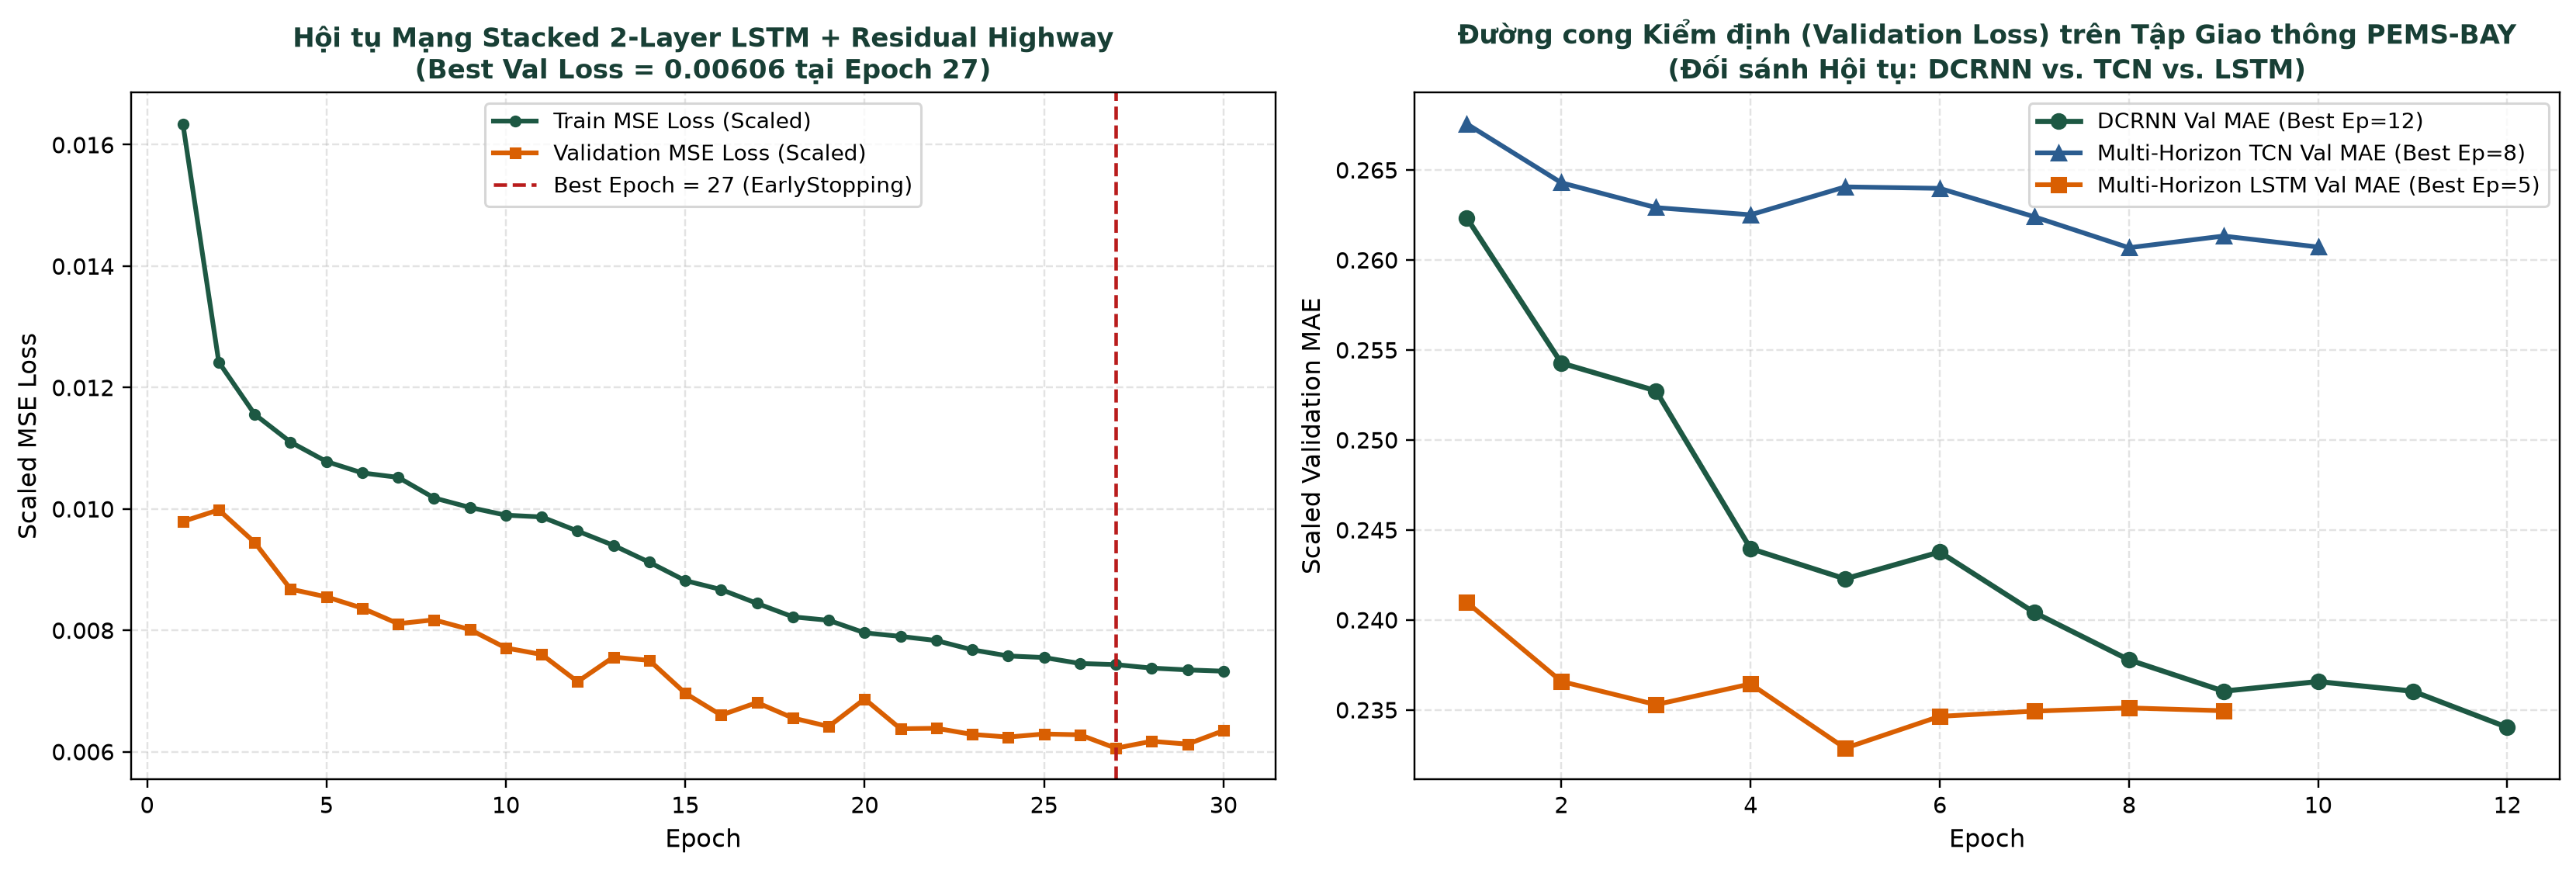 Hội tụ Mạng Stacked 2-Layer LSTM + Residual Highway
(Best Val Loss = 0.00606 tại Epoch 27)
Train MSE Loss (Scaled)
Validation MSE Loss (Scaled)
Best Epoch = 27 (EarlyStopping)
Scaled MSE Loss
0.016
0.014
0.012
0.010
0.008
0.006
0
5
10
15
20
25
30
Epoch
Đường cong Kiểm định (Validation Loss) trên Tập Giao thông PEMS-BAY
(Đối sánh Hội tụ: DCRNN vs. TCN vs. LSTM)
DCRNN Val MAE (Best Ep=12)
Multi-Horizon TCN Val MAE (Best Ep=8)
Multi-Horizon LSTM Val MAE (Best Ep=5)
Scaled Validation MAE
0.265
0.260
0.255
0.250
0.245
0.240
0.235
2
4
6
8
10
12
Epoch